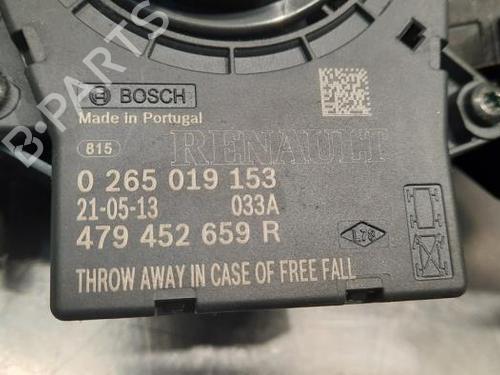 BOSCH
Made in Portugal
815 RENAULT
0 265 019 153
21-05-13 033A
479 452 659 R
L78
THROW AWAY IN CASE OF FREE FALL
B-PARTS